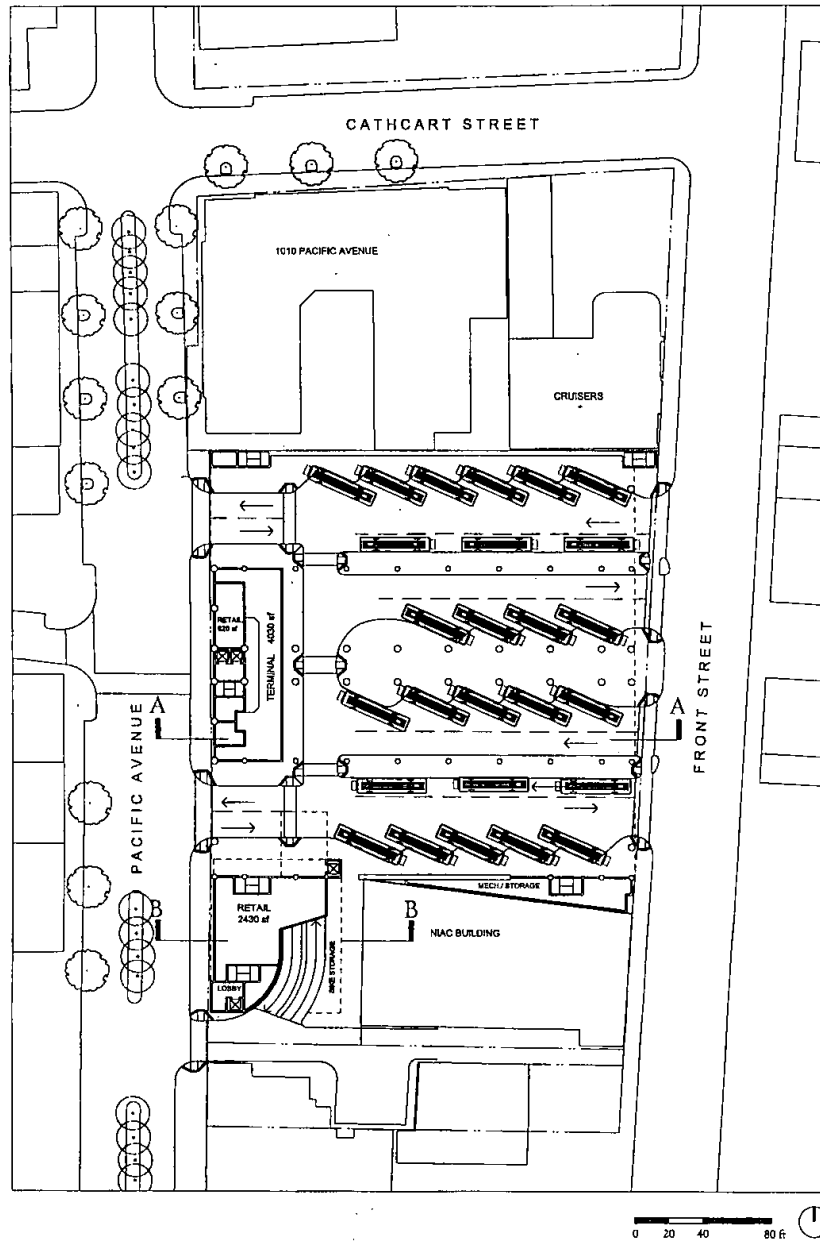 CATHCART STREET
1010 PACIFIC AVENUE
CRUISERS
RETAIL
620 sf
TERMINAL 4030 sf
FRONT STREET
A
A
PACIFIC AVENUE
MECH./ STORAGE
RETAIL
2430 sf
B
B
NIAC BUILDING
BIKE STORAGE
LOBBY
0 20 40 80 ft